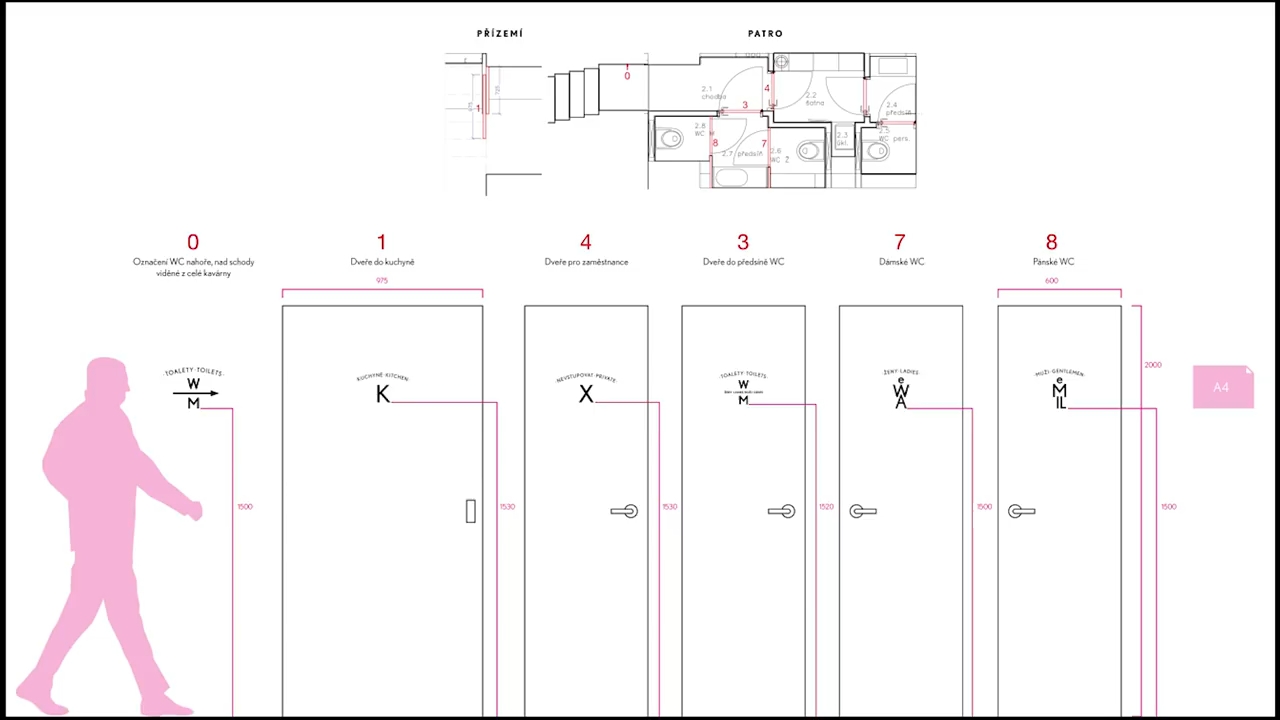 PŘÍZEMÍ
PATRO
0
1
675
725
2.1
chodba
4
3
2.2
šatna
2.4
předsíň
2.8
WC M
8
2.7 předsíň
7
2.6
WC Ž
2.3
úkl.
2.5
WC pers.
0
Označení WC nahoře, nad schody
viděné z celé kavárny
1
Dveře do kuchyně
4
Dveře pro zaměstnance
3
Dveře do předsíně WC
7
Dámské WC
8
Pánské WC
975
600
·TOALETY·TOILETS·
W
M
1500
KUCHYNĚ·KITCHEN
K
1530
NEVSTUPOVAT·PRIVATE·
X
1530
·TOALETY·TOILETS·
W
M
1520
ŽENY·LADIES
e
W
A
1500
·MUŽI·GENTLEMEN·
e
M
IL
1500
2000
A4